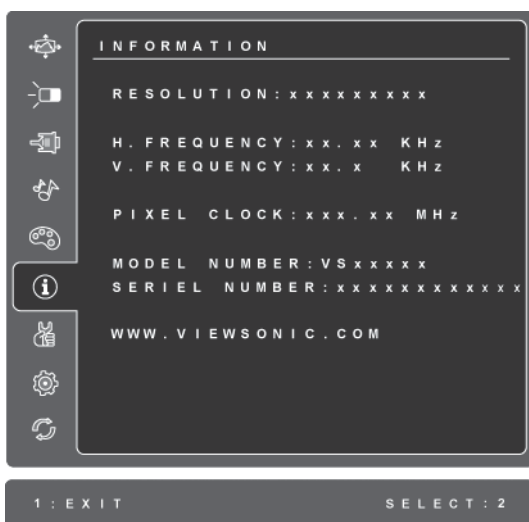 INFORMATION
RESOLUTION:xxxxxxxxx
H.FREQUENCY:xx.xx KHz
V.FREQUENCY:xx.x KHz
PIXEL CLOCK:xxx.xx MHz
MODEL NUMBER:VSxxxxx
SERIEL NUMBER:xxxxxxxxxxxx
WWW.VIEWSONIC.COM
1:EXIT SELECT:2